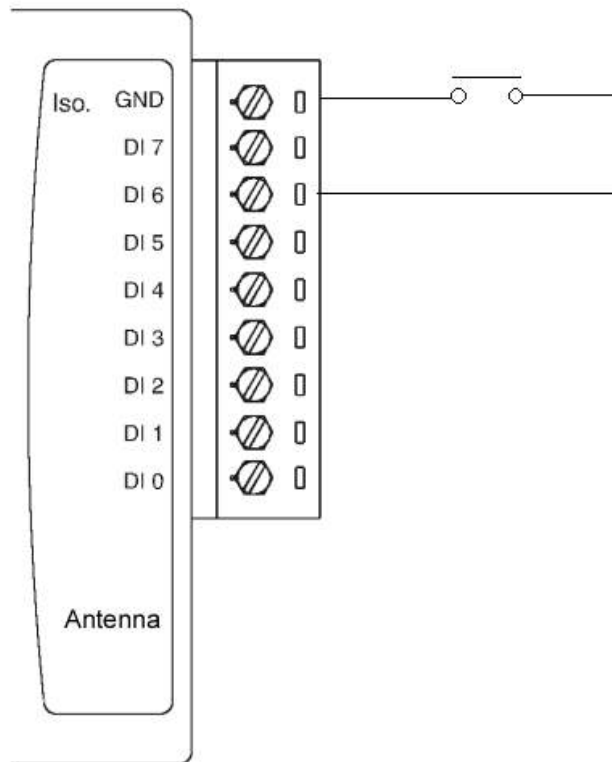 Iso. GND
DI 7
DI 6
DI 5
DI 4
DI 3
DI 2
DI 1
DI 0
Antenna